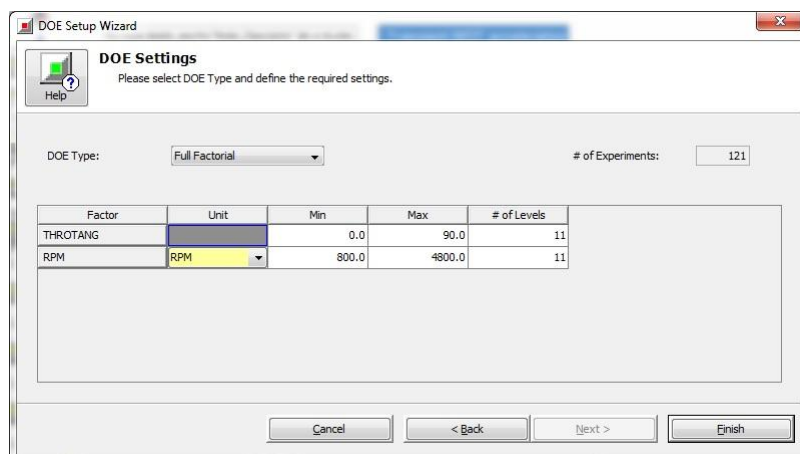 DOE Setup Wizard
DOE Settings
Please select DOE Type and define the required settings.
Help
DOE Type: Full Factorial # of Experiments: 121
Factor Unit Min Max # of Levels
THROTANG 0.0 90.0 11
RPM RPM 800.0 4800.0 11
Cancel < Back Next > Finish